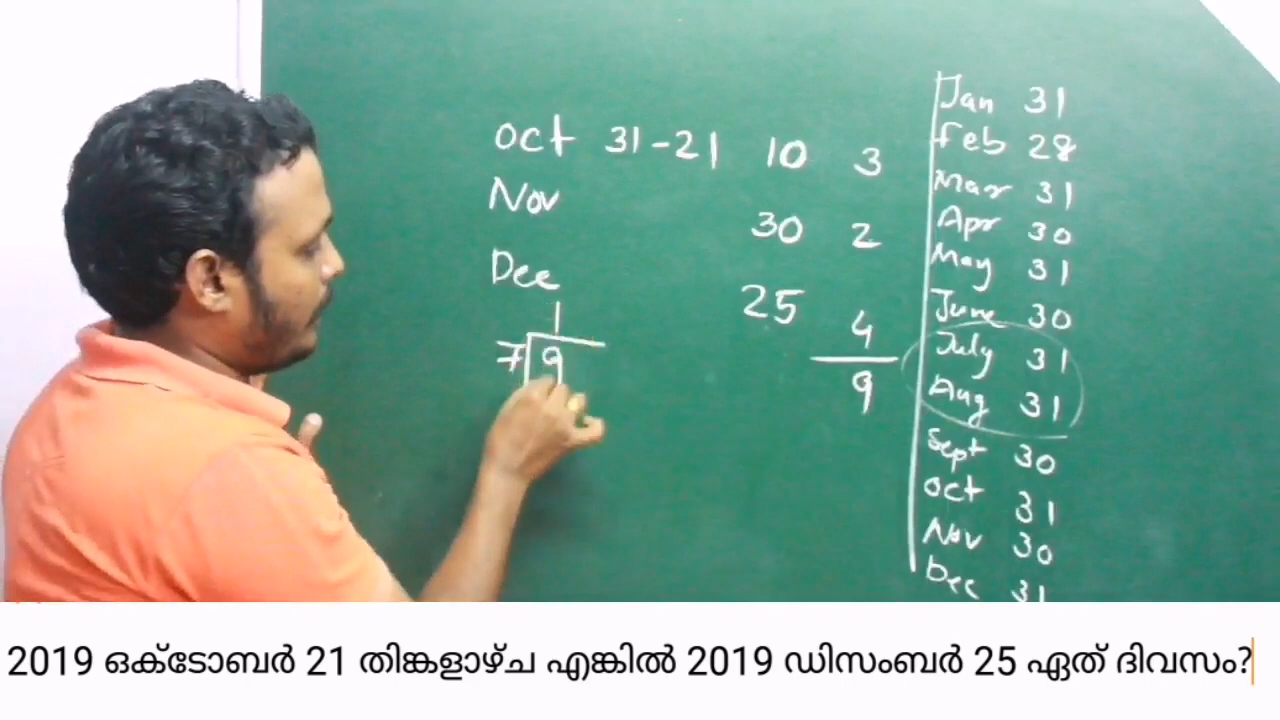 oct 31-21 10 3
Nov 30 2
Dec 25 4
9
1
7 9
Jan 31
Feb 28
Mar 31
Apr 30
May 31
June 30
July 31
Aug 31
Sept 30
oct 31
Nov 30
Dec 31
2019 ഒക്ടോബർ 21 തിങ്കളാഴ്ച എങ്കിൽ 2019 ഡിസംബർ 25 ഏത് ദിവസം?